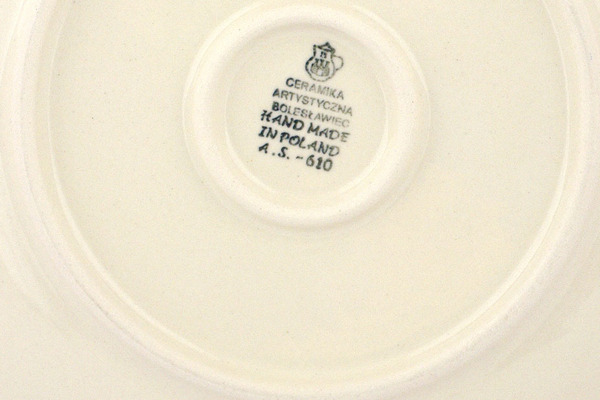 CERAMIKA
ARTYSTYCZNA
BOLESŁAWIEC
HAND MADE
IN POLAND
A.S.-610